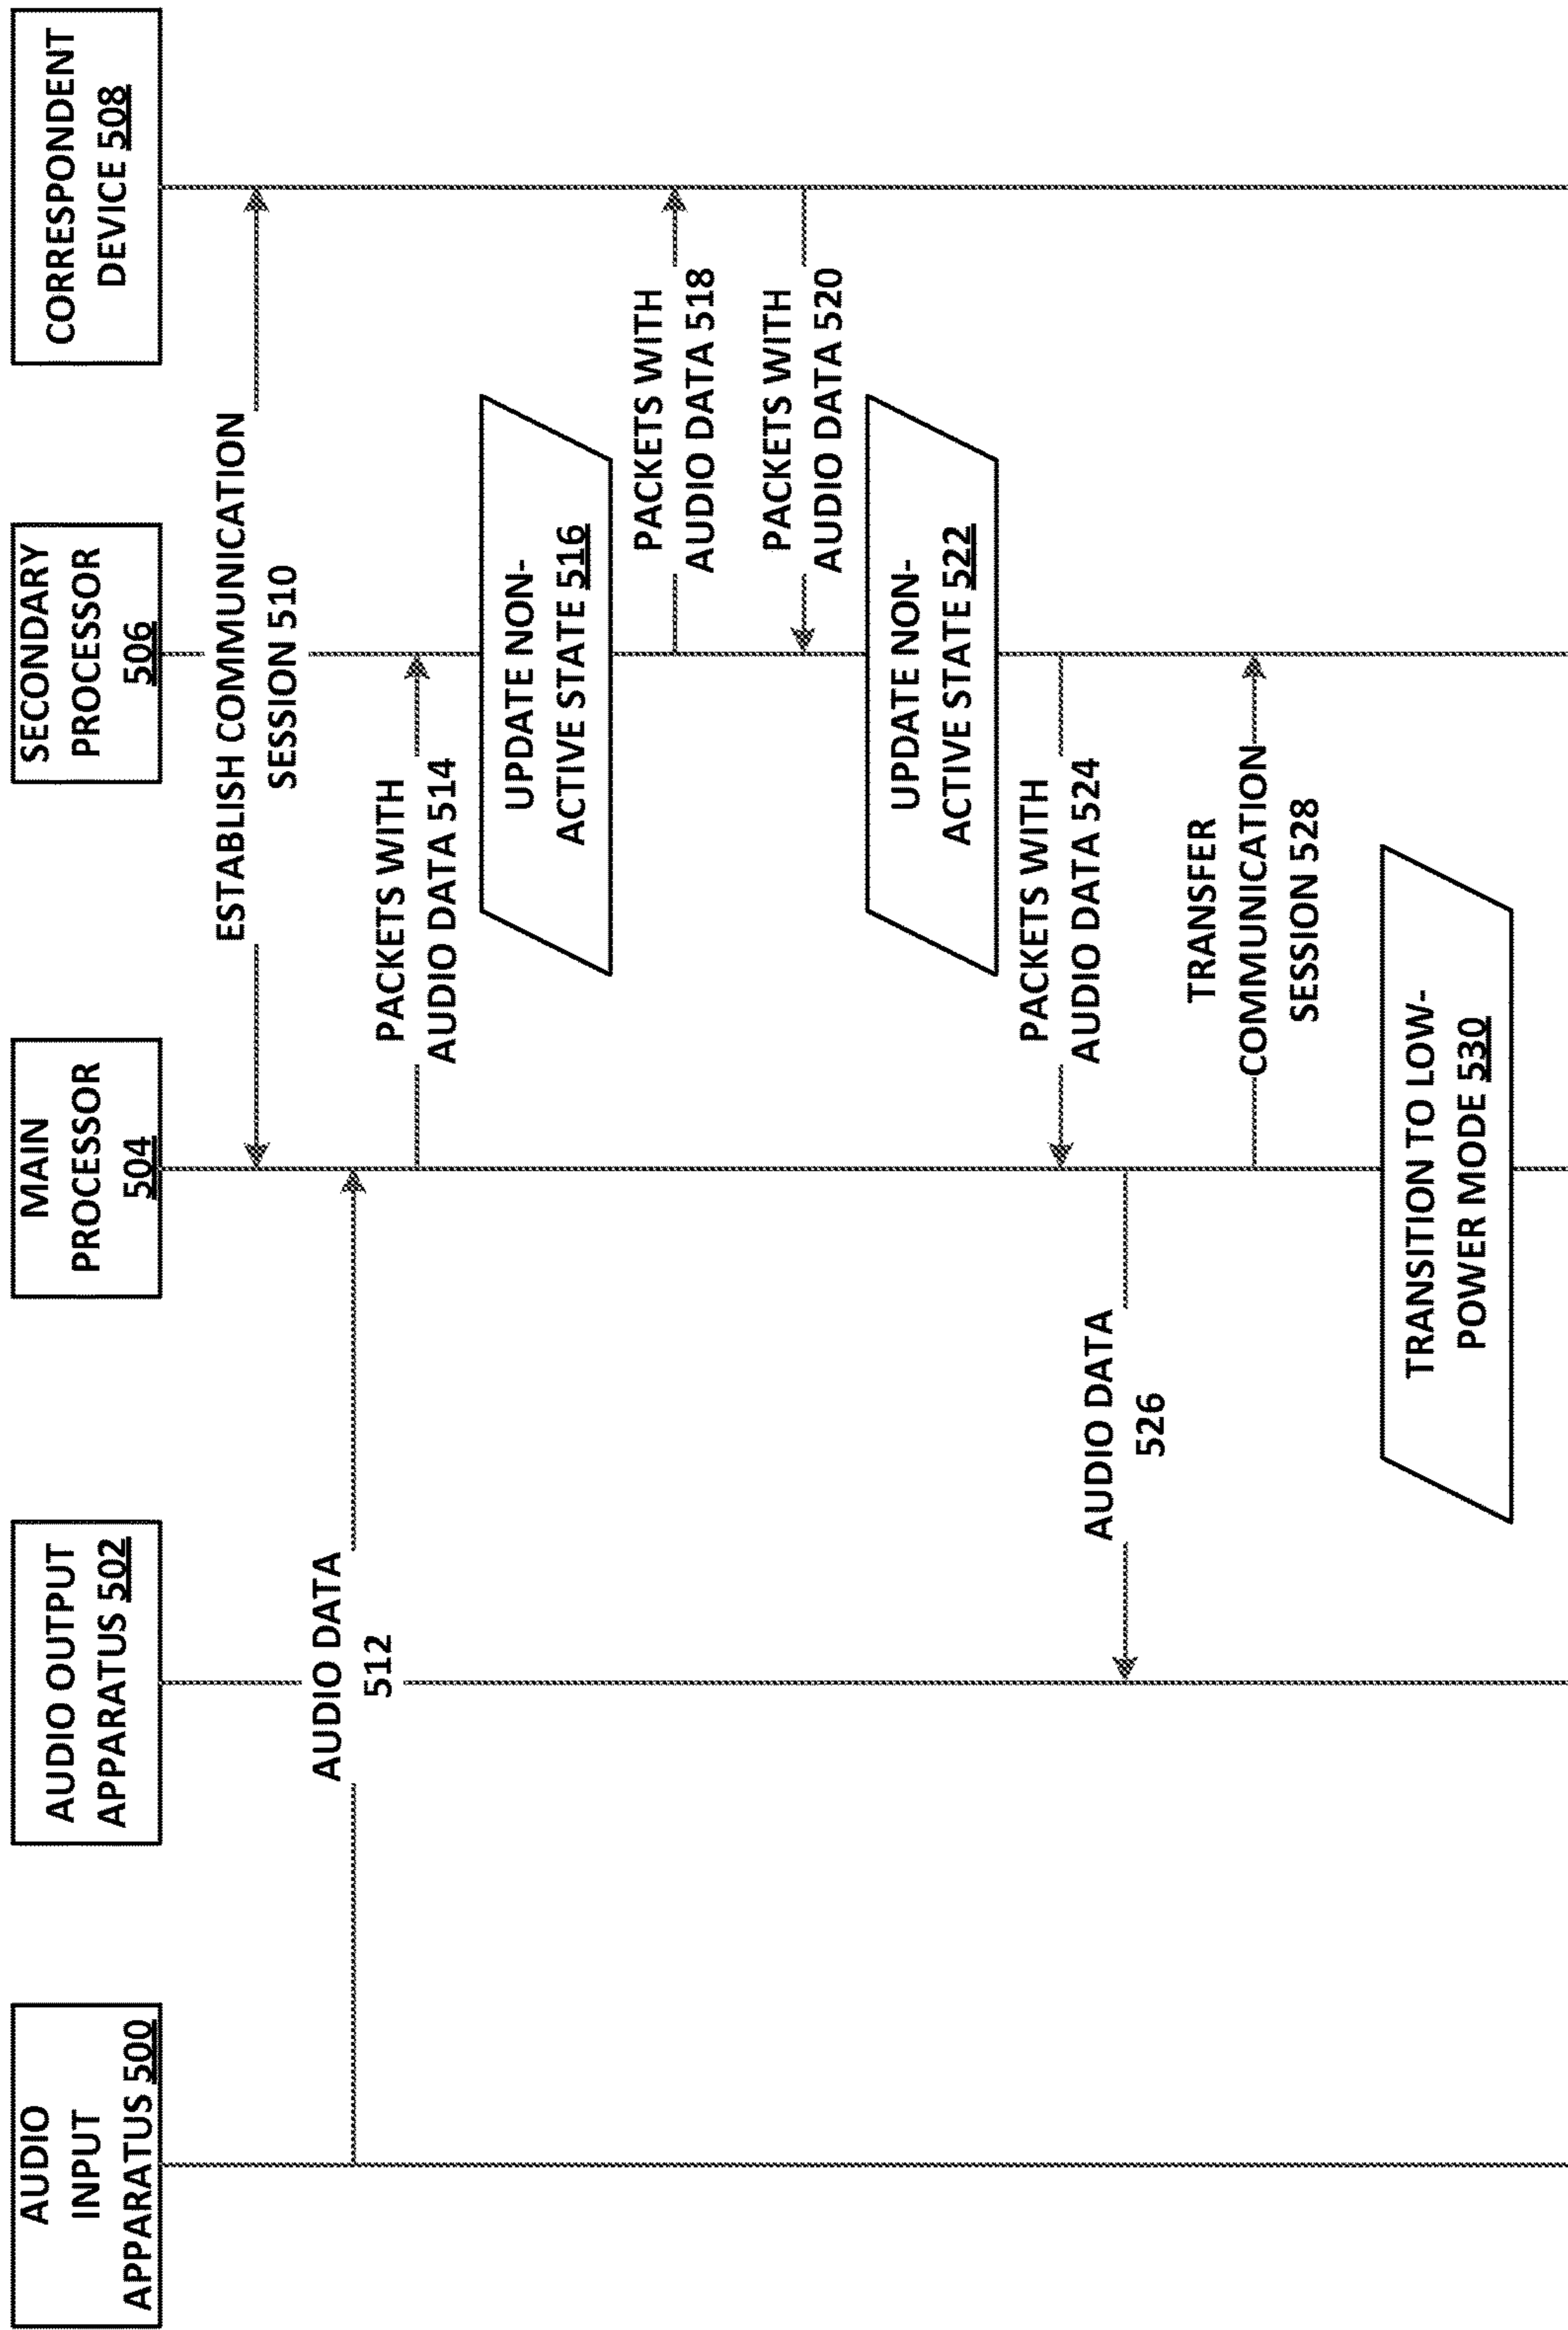 AUDIO
INPUT
APPARATUS 500
AUDIO OUTPUT
APPARATUS 502
MAIN
PROCESSOR
504
SECONDARY
PROCESSOR
506
CORRESPONDENT
DEVICE 508
ESTABLISH COMMUNICATION
SESSION 510
AUDIO DATA
512
PACKETS WITH
AUDIO DATA 514
UPDATE NON-
ACTIVE STATE 516
PACKETS WITH
AUDIO DATA 518
PACKETS WITH
AUDIO DATA 520
UPDATE NON-
ACTIVE STATE 522
PACKETS WITH
AUDIO DATA 524
AUDIO DATA
526
TRANSFER
COMMUNICATION
SESSION 528
TRANSITION TO LOW-
POWER MODE 530